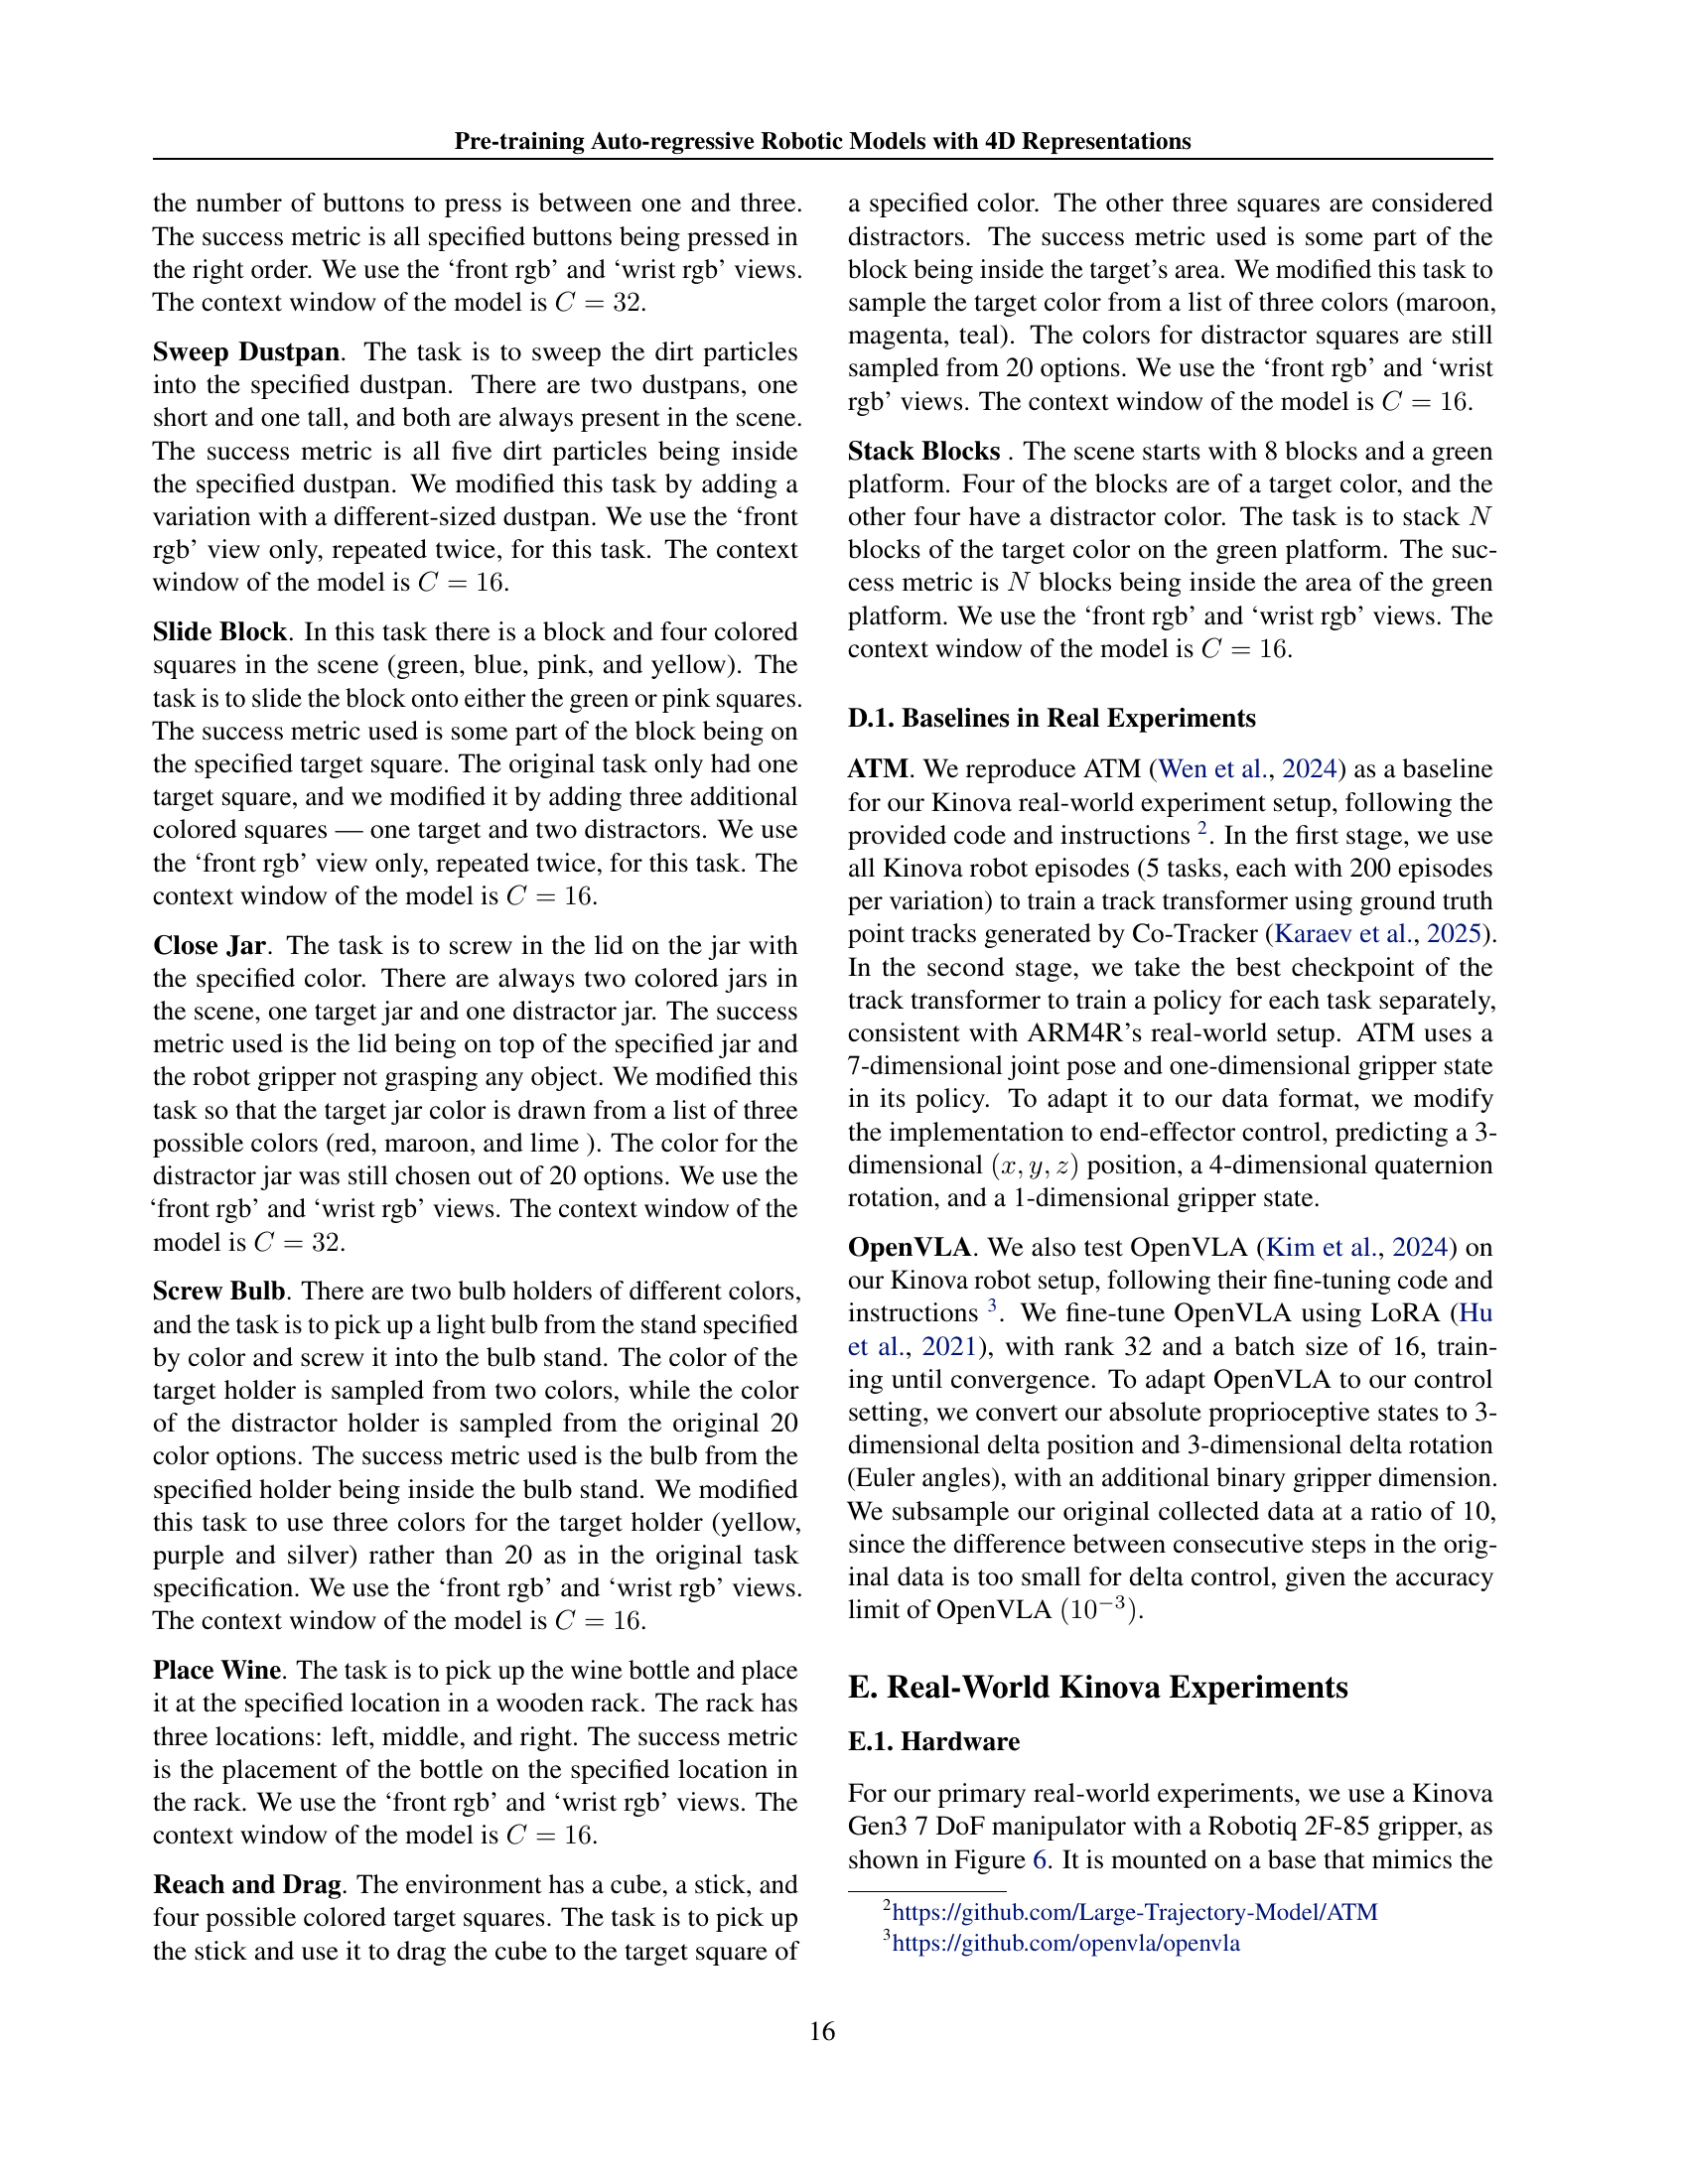 Pre-training Auto-regressive Robotic Models with 4D Representations
the number of buttons to press is between one and three.
The success metric is all specified buttons being pressed in
the right order. We use the ‘front rgb’ and ‘wrist rgb’ views.
The context window of the model is C = 32.
Sweep Dustpan. The task is to sweep the dirt particles
into the specified dustpan. There are two dustpans, one
short and one tall, and both are always present in the scene.
The success metric is all five dirt particles being inside
the specified dustpan. We modified this task by adding a
variation with a different-sized dustpan. We use the ‘front
rgb’ view only, repeated twice, for this task. The context
window of the model is C = 16.
Slide Block. In this task there is a block and four colored
squares in the scene (green, blue, pink, and yellow). The
task is to slide the block onto either the green or pink squares.
The success metric used is some part of the block being on
the specified target square. The original task only had one
target square, and we modified it by adding three additional
colored squares — one target and two distractors. We use
the ‘front rgb’ view only, repeated twice, for this task. The
context window of the model is C = 16.
Close Jar. The task is to screw in the lid on the jar with
the specified color. There are always two colored jars in
the scene, one target jar and one distractor jar. The success
metric used is the lid being on top of the specified jar and
the robot gripper not grasping any object. We modified this
task so that the target jar color is drawn from a list of three
possible colors (red, maroon, and lime ). The color for the
distractor jar was still chosen out of 20 options. We use the
‘front rgb’ and ‘wrist rgb’ views. The context window of the
model is C = 32.
Screw Bulb. There are two bulb holders of different colors,
and the task is to pick up a light bulb from the stand specified
by color and screw it into the bulb stand. The color of the
target holder is sampled from two colors, while the color
of the distractor holder is sampled from the original 20
color options. The success metric used is the bulb from the
specified holder being inside the bulb stand. We modified
this task to use three colors for the target holder (yellow,
purple and silver) rather than 20 as in the original task
specification. We use the ‘front rgb’ and ‘wrist rgb’ views.
The context window of the model is C = 16.
Place Wine. The task is to pick up the wine bottle and place
it at the specified location in a wooden rack. The rack has
three locations: left, middle, and right. The success metric
is the placement of the bottle on the specified location in
the rack. We use the ‘front rgb’ and ‘wrist rgb’ views. The
context window of the model is C = 16.
Reach and Drag. The environment has a cube, a stick, and
four possible colored target squares. The task is to pick up
the stick and use it to drag the cube to the target square of
a specified color. The other three squares are considered
distractors. The success metric used is some part of the
block being inside the target’s area. We modified this task to
sample the target color from a list of three colors (maroon,
magenta, teal). The colors for distractor squares are still
sampled from 20 options. We use the ‘front rgb’ and ‘wrist
rgb’ views. The context window of the model is C = 16.
Stack Blocks . The scene starts with 8 blocks and a green
platform. Four of the blocks are of a target color, and the
other four have a distractor color. The task is to stack N
blocks of the target color on the green platform. The suc-
cess metric is N blocks being inside the area of the green
platform. We use the ‘front rgb’ and ‘wrist rgb’ views. The
context window of the model is C = 16.
D.1. Baselines in Real Experiments
ATM. We reproduce ATM (Wen et al., 2024) as a baseline
for our Kinova real-world experiment setup, following the
provided code and instructions 2. In the first stage, we use
all Kinova robot episodes (5 tasks, each with 200 episodes
per variation) to train a track transformer using ground truth
point tracks generated by Co-Tracker (Karaev et al., 2025).
In the second stage, we take the best checkpoint of the
track transformer to train a policy for each task separately,
consistent with ARM4R’s real-world setup. ATM uses a
7-dimensional joint pose and one-dimensional gripper state
in its policy. To adapt it to our data format, we modify
the implementation to end-effector control, predicting a 3-
dimensional (x, y, z) position, a 4-dimensional quaternion
rotation, and a 1-dimensional gripper state.
OpenVLA. We also test OpenVLA (Kim et al., 2024) on
our Kinova robot setup, following their fine-tuning code and
instructions 3. We fine-tune OpenVLA using LoRA (Hu
et al., 2021), with rank 32 and a batch size of 16, train-
ing until convergence. To adapt OpenVLA to our control
setting, we convert our absolute proprioceptive states to 3-
dimensional delta position and 3-dimensional delta rotation
(Euler angles), with an additional binary gripper dimension.
We subsample our original collected data at a ratio of 10,
since the difference between consecutive steps in the orig-
inal data is too small for delta control, given the accuracy
limit of OpenVLA (10⁻³).
E. Real-World Kinova Experiments
E.1. Hardware
For our primary real-world experiments, we use a Kinova
Gen3 7 DoF manipulator with a Robotiq 2F-85 gripper, as
shown in Figure 6. It is mounted on a base that mimics the
2https://github.com/Large-Trajectory-Model/ATM
3https://github.com/openvla/openvla
16